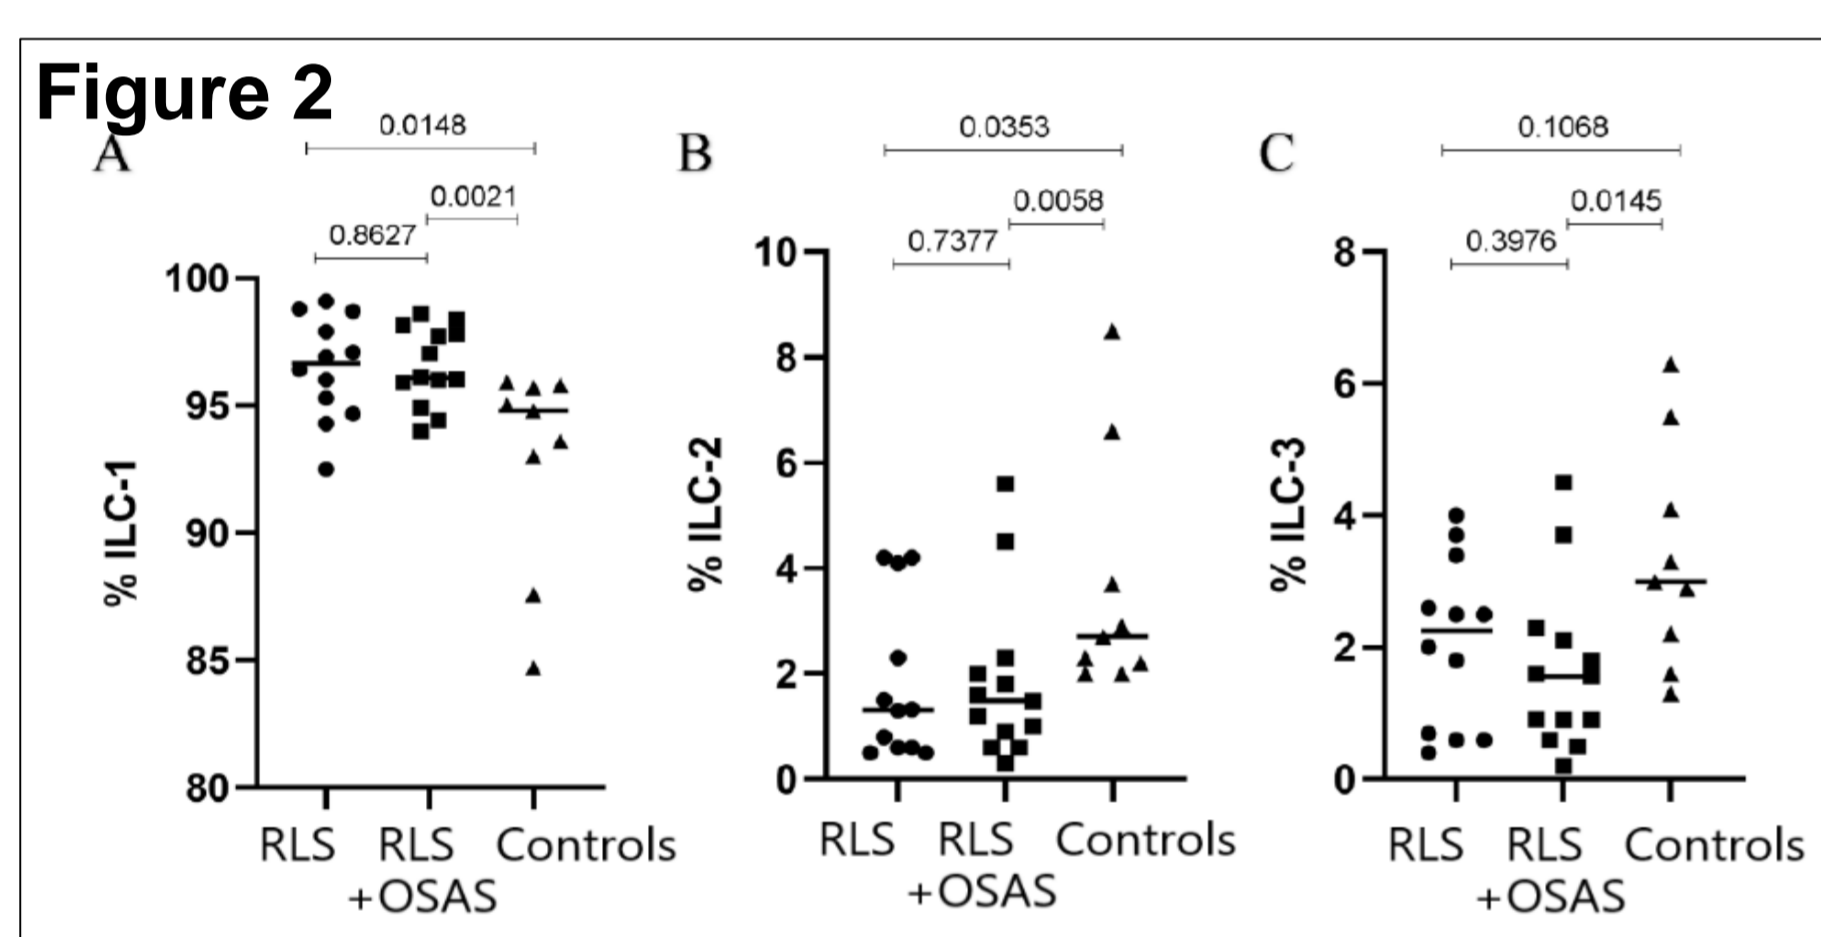 Figure 2
A
0.0148
0.0021
0.8627
100
95
90
85
80
% ILC-1
RLS
RLS
+OSAS
Controls
B
0.0353
0.0058
0.7377
10
8
6
4
2
0
% ILC-2
RLS
RLS
+OSAS
Controls
C
0.1068
0.0145
0.3976
8
6
4
2
0
% ILC-3
RLS
RLS
+OSAS
Controls